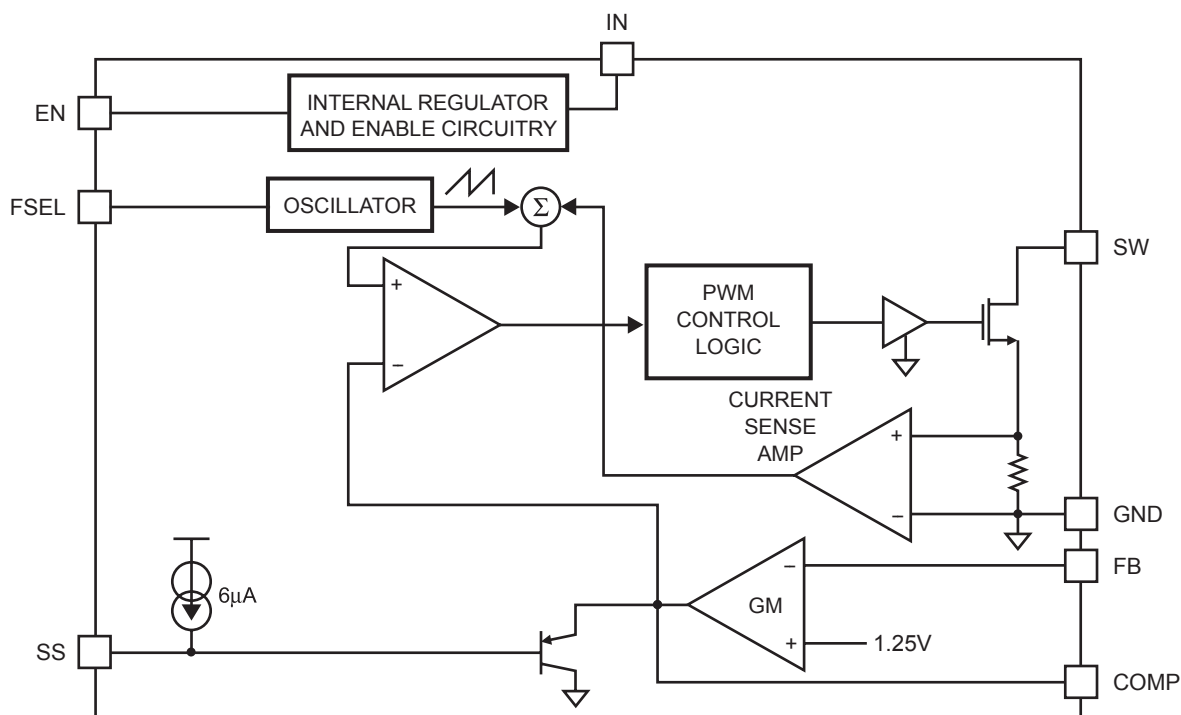 IN
EN
INTERNAL REGULATOR
AND ENABLE CIRCUITRY
FSEL
OSCILLATOR
Σ
SW
+
−
PWM
CONTROL
LOGIC
CURRENT
SENSE
AMP
+
−
GND
FB
−
GM
+
1.25V
6μA
SS
COMP